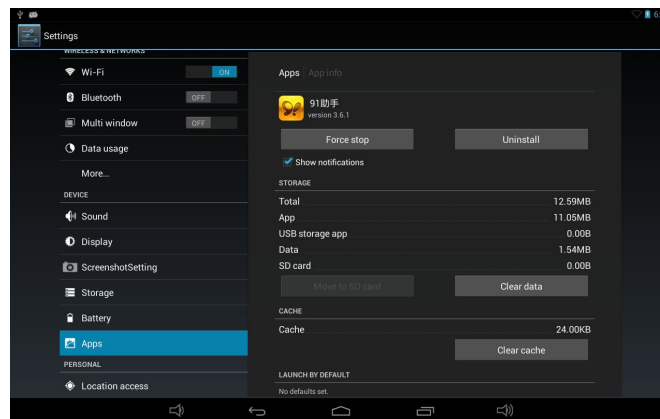 Settings
WIRELESS & NETWORKS
Wi-Fi ON
Bluetooth OFF
Multi window OFF
Data usage
More...
DEVICE
Sound
Display
ScreenshotSetting
Storage
Battery
Apps
PERSONAL
Location access
Apps App info
91助手
version 3.6.1
Force stop Uninstall
Show notifications
STORAGE
Total 12.59MB
App 11.05MB
USB storage app 0.00B
Data 1.54MB
SD card 0.00B
Move to SD card Clear data
CACHE
Cache 24.00KB
Clear cache
LAUNCH BY DEFAULT
No defaults set.